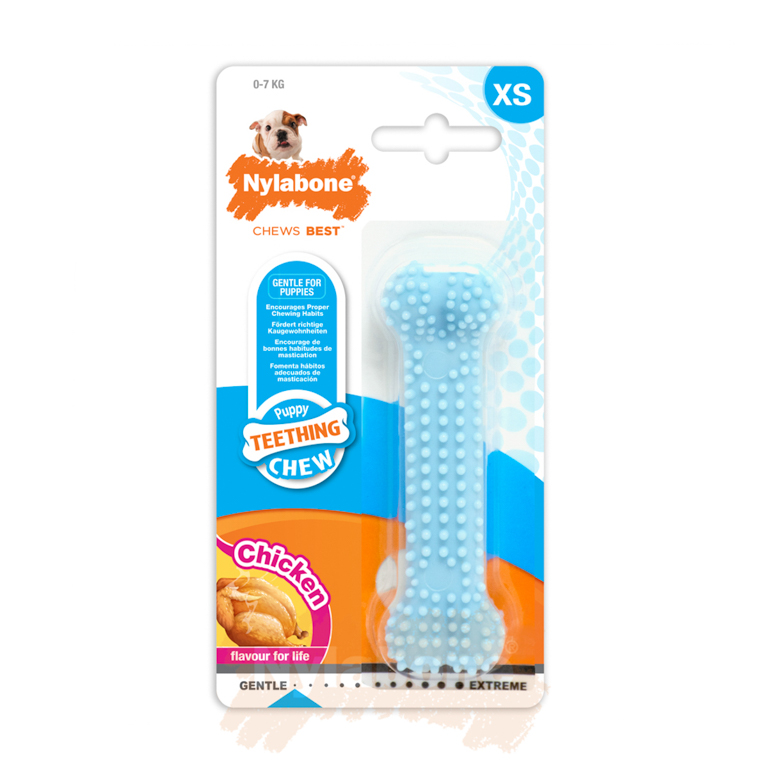 0-7 KG
XS
Nylabone®
CHEWS BEST™
GENTLE FOR
PUPPIES
Encourages Proper
Chewing Habits
Fördert richtige
Kaugewohnheiten
Encourage de
bonnes habitudes de
mastication
Fomenta hábitos
adecuados de
masticación
Puppy
TEETHING
CHEW
Chicken
flavour for life
GENTLE
EXTREME